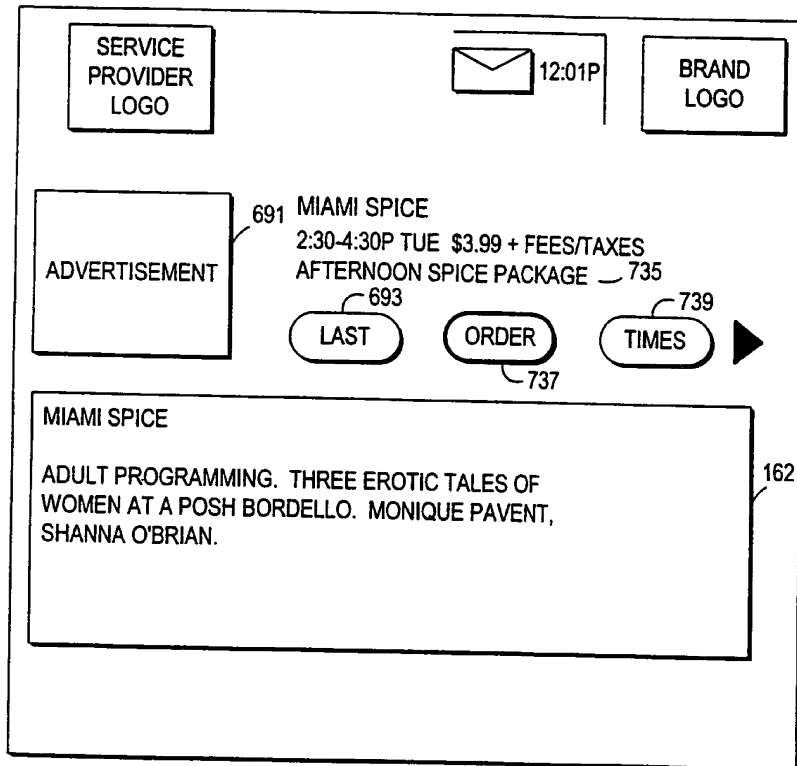 SERVICE
PROVIDER
LOGO
12:01P
BRAND
LOGO
ADVERTISEMENT
691
MIAMI SPICE
2:30-4:30P TUE $3.99 + FEES/TAXES
AFTERNOON SPICE PACKAGE 735
693
739
LAST ORDER TIMES
737
MIAMI SPICE
ADULT PROGRAMMING. THREE EROTIC TALES OF
WOMEN AT A POSH BORDELLO. MONIQUE PAVENT,
SHANNA O'BRIAN.
162